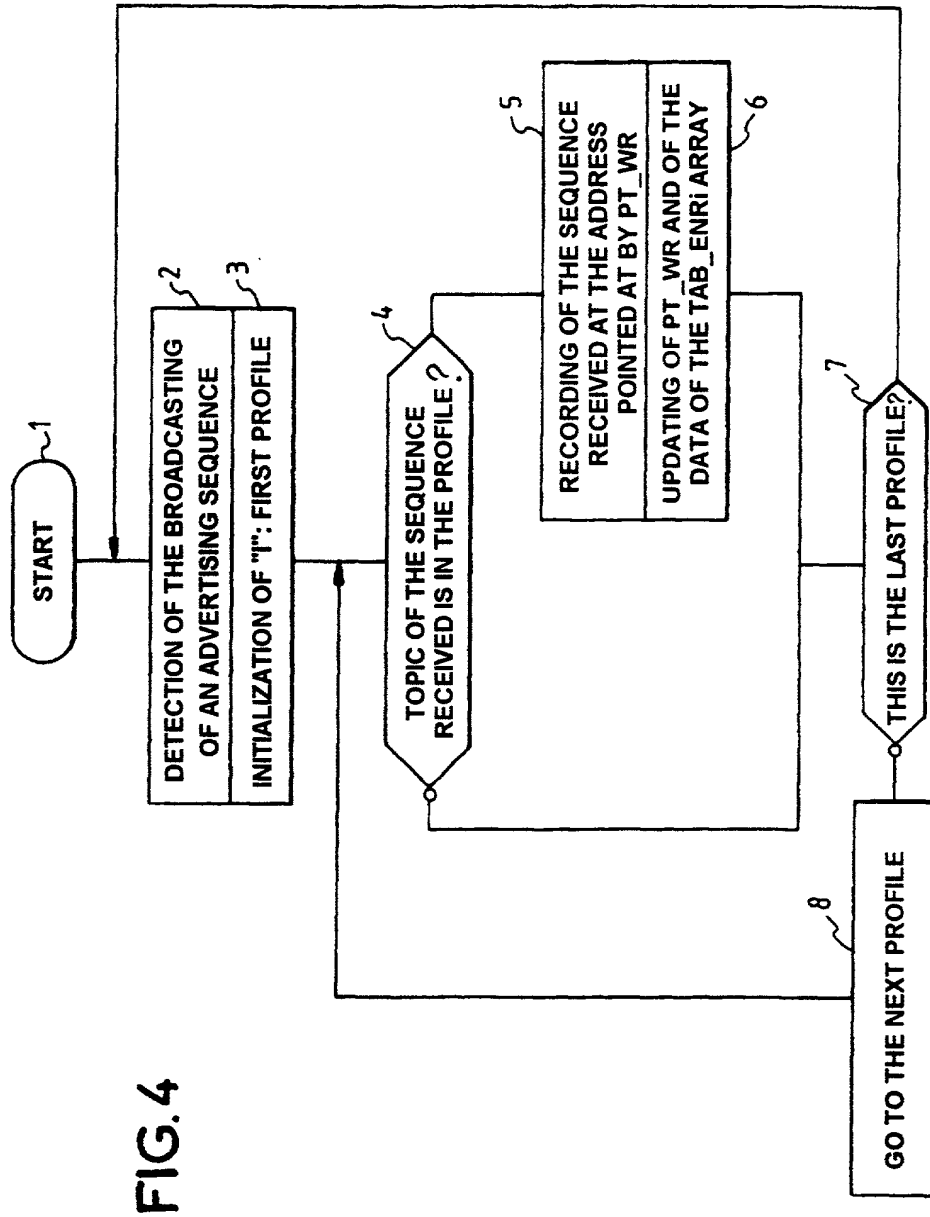 START
1
DETECTION OF THE BROADCASTING
OF AN ADVERTISING SEQUENCE
2
INITIALIZATION OF "I": FIRST PROFILE
3
TOPIC OF THE SEQUENCE
RECEIVED IS IN THE PROFILE ?
4
RECORDING OF THE SEQUENCE
RECEIVED AT THE ADDRESS
POINTED AT BY PT_WR
5
UPDATING OF PT_WR AND OF THE
DATA OF THE TAB_ENRi ARRAY
6
THIS IS THE LAST PROFILE?
7
GO TO THE NEXT PROFILE
8
FIG. 4